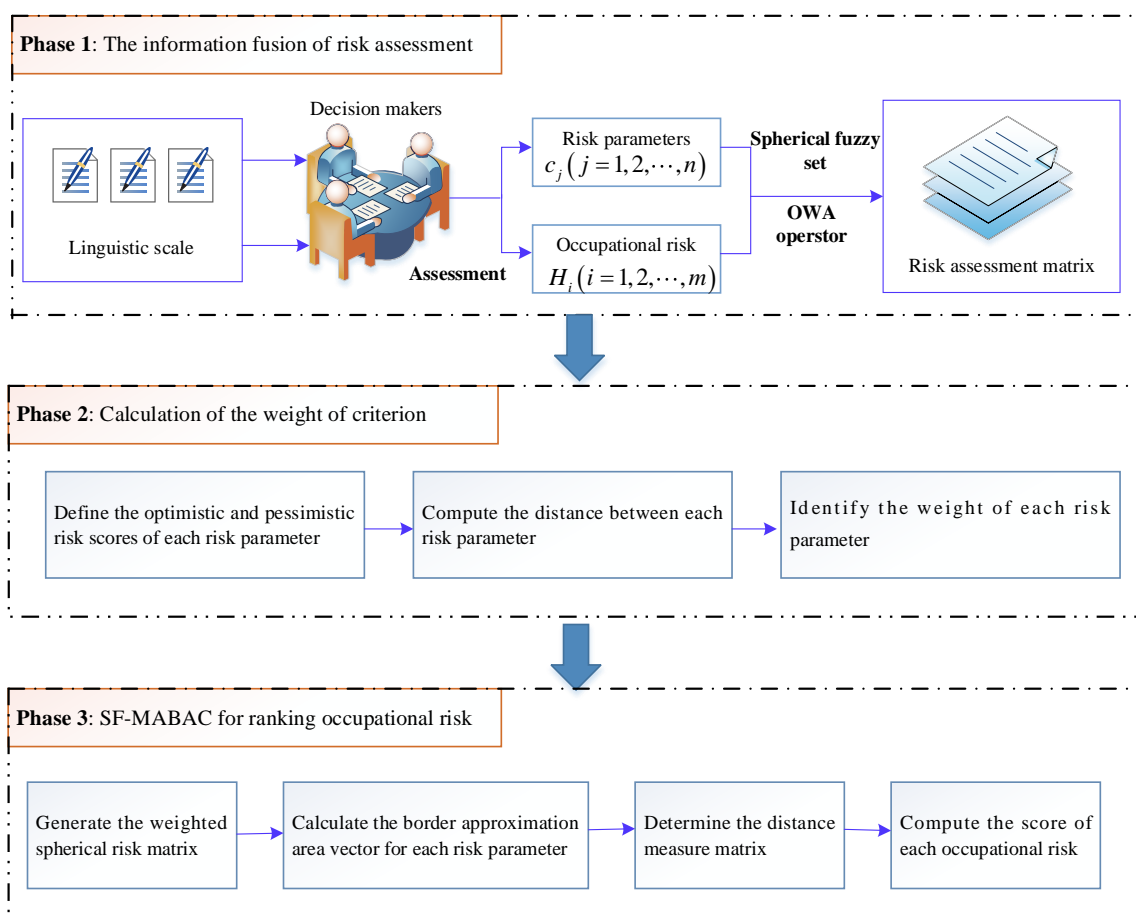 Phase 1: The information fusion of risk assessment
Decision makers
Linguistic scale
Assessment
Risk parameters
c_j(j=1,2,⋯,n)
Occupational risk
H_i(i=1,2,⋯,m)
Spherical fuzzy
set
OWA
operstor
Risk assessment matrix
Phase 2: Calculation of the weight of criterion
Define the optimistic and pessimistic
risk scores of each risk parameter
Compute the distance between each
risk parameter
Identify the weight of each risk
parameter
Phase 3: SF-MABAC for ranking occupational risk
Generate the weighted
spherical risk matrix
Calculate the border approximation
area vector for each risk parameter
Determine the distance
measure matrix
Compute the score of
each occupational risk